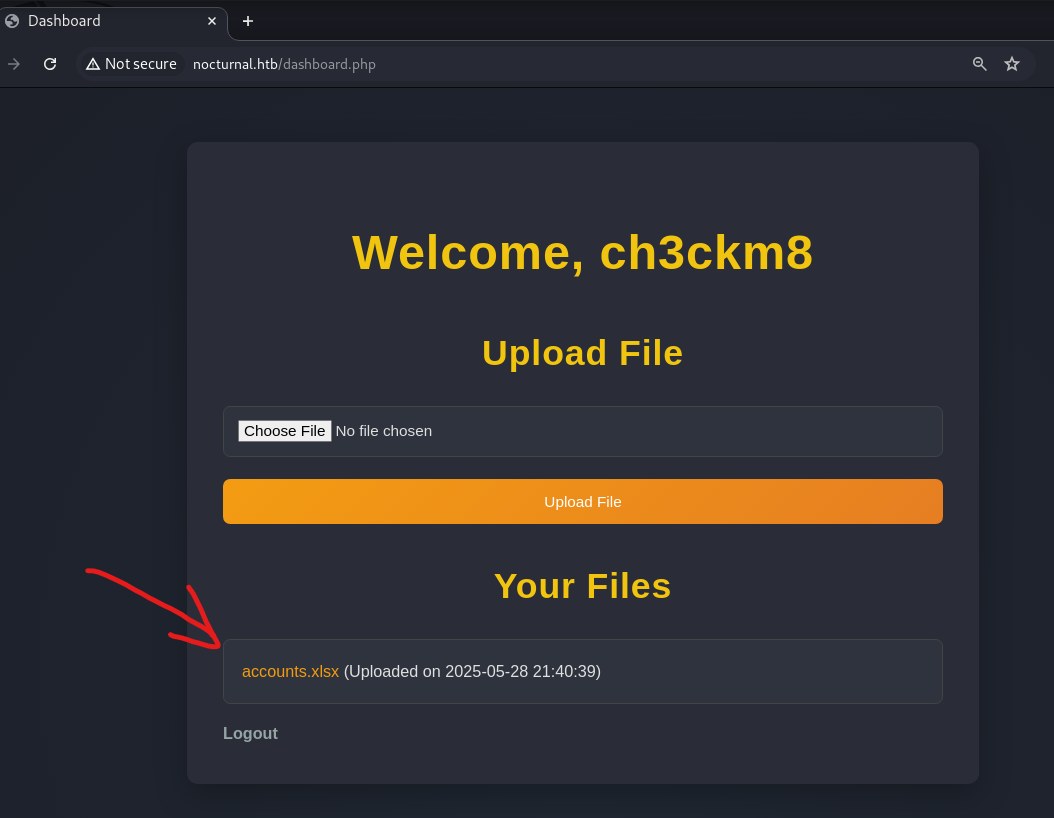 Dashboard
Not secure nocturnal.htb/dashboard.php
Welcome, ch3ckm8
Upload File
Choose File No file chosen
Upload File
Your Files
accounts.xlsx (Uploaded on 2025-05-28 21:40:39)
Logout